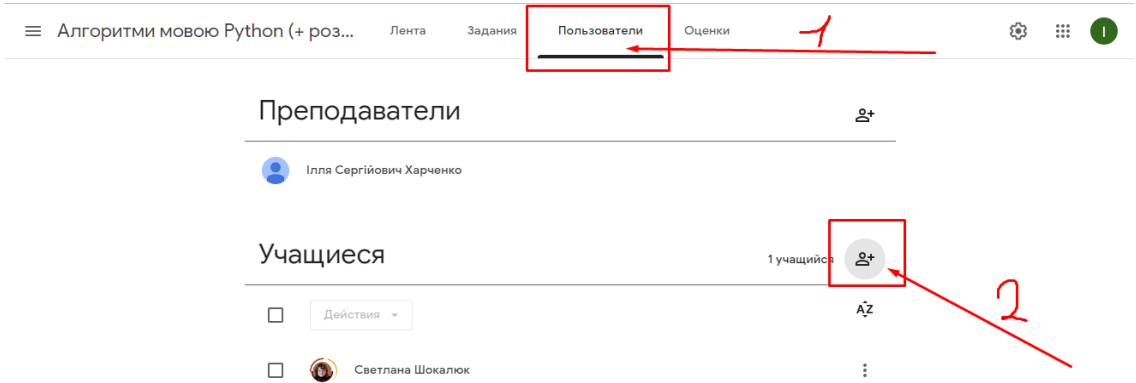 Алгоритми мовою Python (+ роз... Лента Задания Пользователи Оценки 1 I
Преподаватели
Ілля Сергійович Харченко
Учащиеся 1 учащийся
2
Действия AZ
Светлана Шокалюк